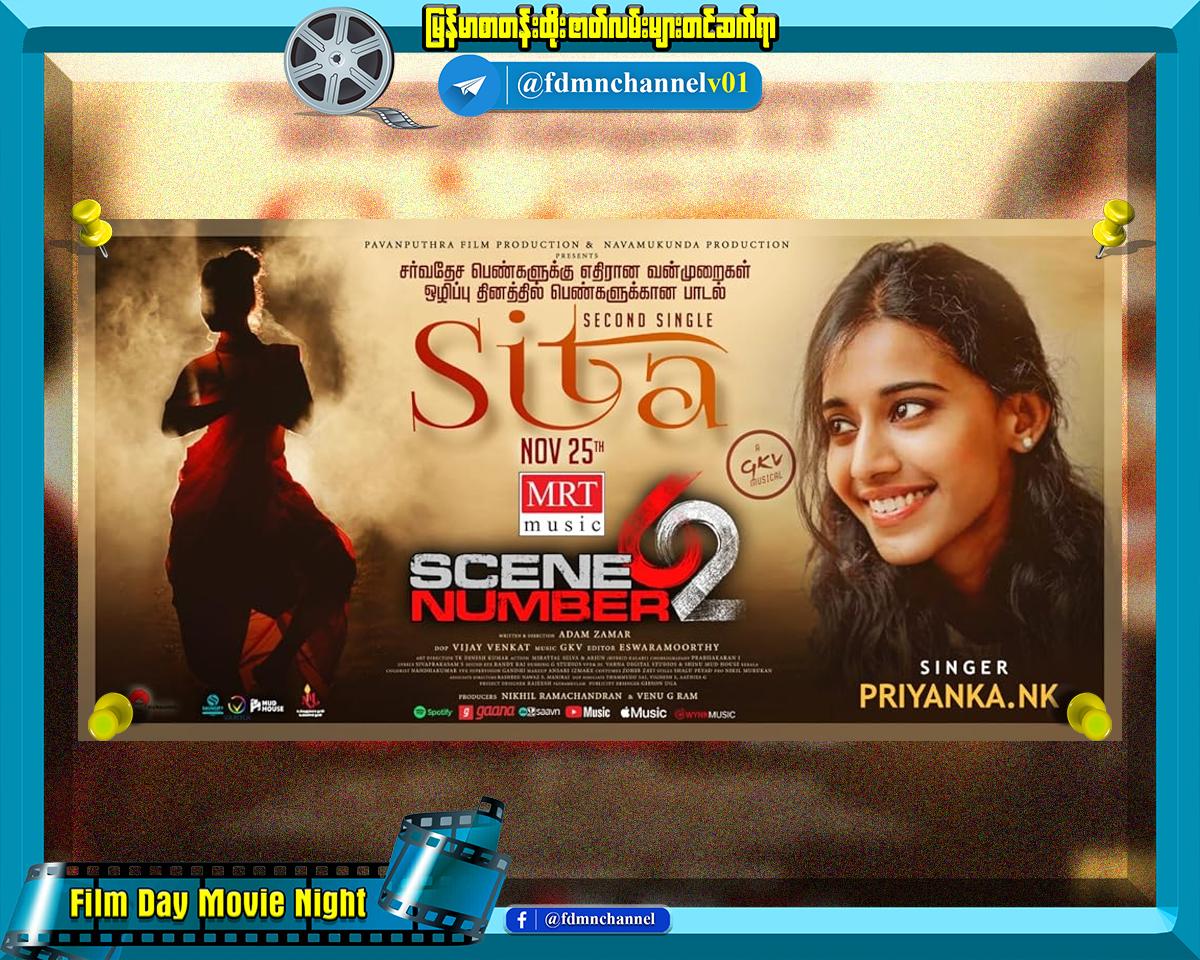 မြန်မာစာတန်းထိုး ဇာတ်လမ်းများတင်ဆက်ရာ
@fdmnchannelv01
PAVANPUTHRA FILM PRODUCTION & NAVAMUKUNDA PRODUCTION
PRESENTS
சர்வதேச பெண்களுக்கு எதிரான வன்முறைகள்
ஒழிப்பு தினத்தில் பெண்களுக்கான பாடல்
SECOND SINGLE
Sita
NOV 25TH
A GKV MUSICAL
MRT
music
SCENE
NUMBER 62
WRITTEN & DIRECTION ADAM ZAMAR
DOP VIJAY VENKAT MUSIC GKV EDITOR ESWARAMOORTHY
PRODUCERS NIKHIL RAMACHANDRAN & VENU G RAM
Spotify gaana saavn Music Music WYNK MUSIC
MUD HOUSE
SINGER
PRIYANKA.NK
Film Day Movie Night
@fdmnchannel